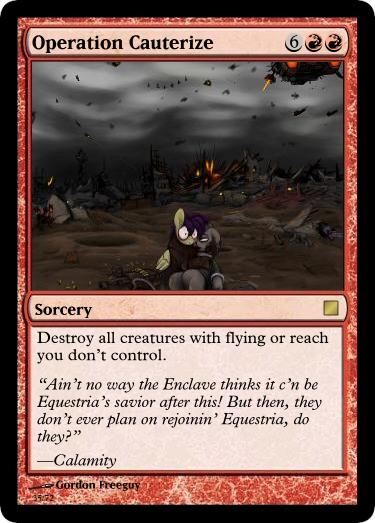 Operation Cauterize 6
Sorcery
Destroy all creatures with flying or reach
you don't control.
“Ain't no way the Enclave thinks it c'n be
Equestria's savior after this! But then, they
don't ever plan on rejoinin' Equestria, do
they?”
—Calamity
Gordon Freeguy